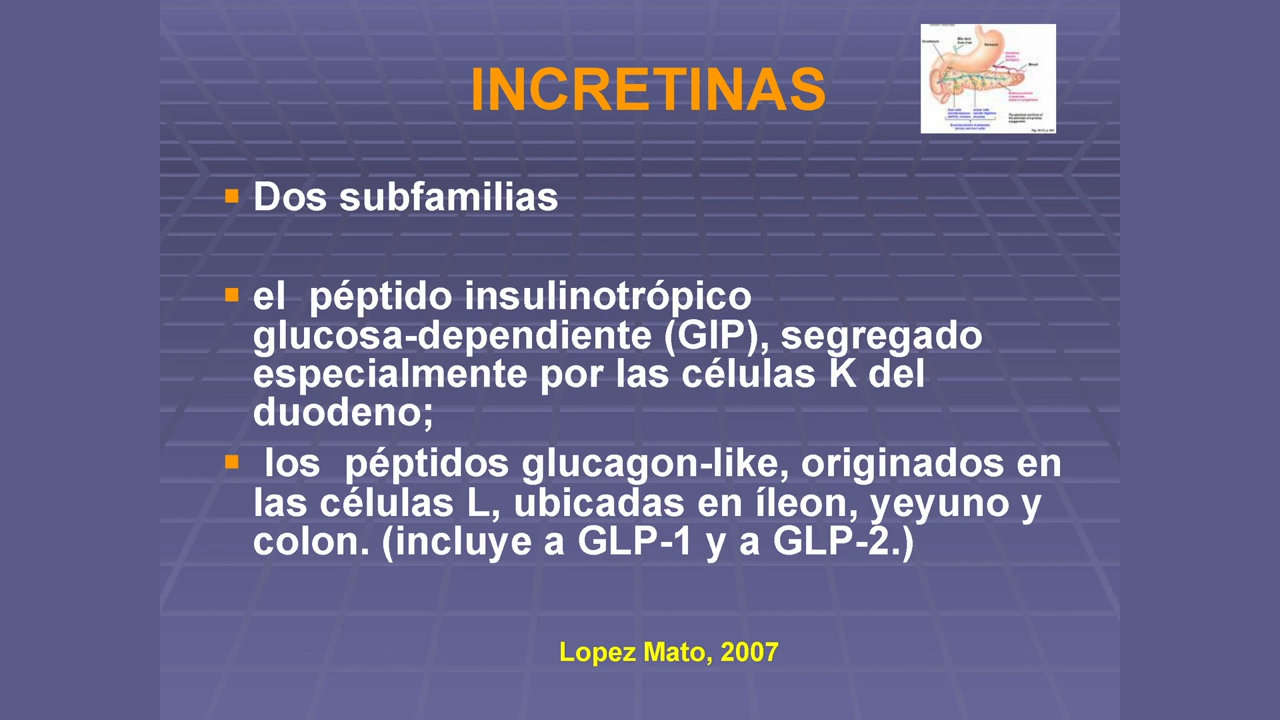 INCRETINAS
Dos subfamilias
el péptido insulinotrópico
glucosa-dependiente (GIP), segregado
especialmente por las células K del
duodeno;
los péptidos glucagon-like, originados en
las células L, ubicadas en íleon, yeyuno y
colon. (incluye a GLP-1 y a GLP-2.)
Lopez Mato, 2007